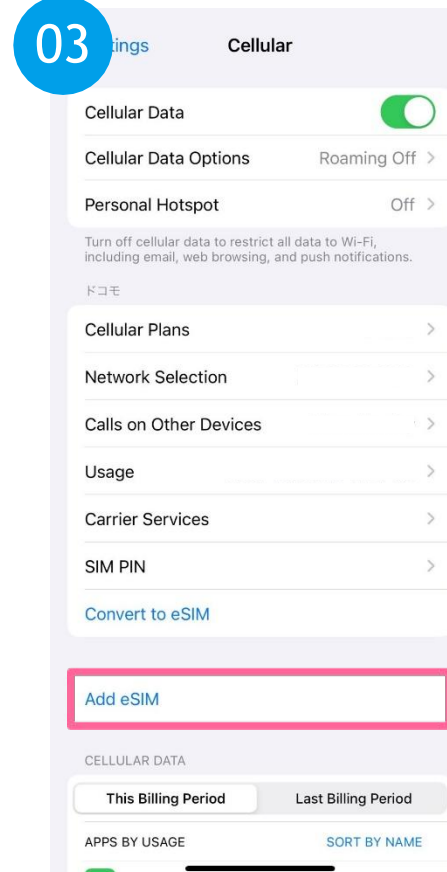 03
tings
Cellular
Cellular Data
Cellular Data Options Roaming Off
Personal Hotspot Off
Turn off cellular data to restrict all data to Wi-Fi,
including email, web browsing, and push notifications.
ドコモ
Cellular Plans
Network Selection
Calls on Other Devices
Usage
Carrier Services
SIM PIN
Convert to eSIM
Add eSIM
CELLULAR DATA
This Billing Period Last Billing Period
APPS BY USAGE SORT BY NAME